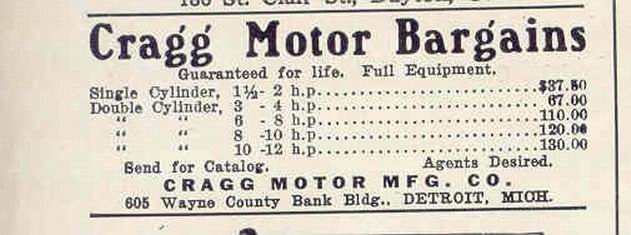 Cragg Motor Bargains
Guaranteed for life. Full Equipment.
Single Cylinder, 1½- 2 h.p..............................$37.50
Double Cylinder, 3 - 4 h.p.............................. 67.00
“ “ 6 - 8 h.p..............................110.00
“ “ 8 -10 h.p..............................120.00
“ “ 10 -12 h.p..............................130.00
Send for Catalog. Agents Desired.
CRAGG MOTOR MFG. CO.
605 Wayne County Bank Bldg., DETROIT, MICH.